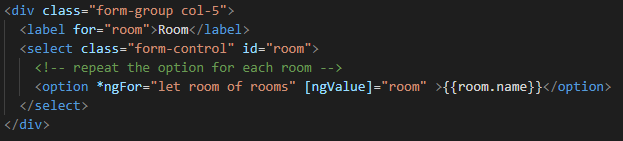 <div class="form-group col-5">
<label for="room">Room</label>
<select class="form-control" id="room">
<!-- repeat the option for each room -->
<option *ngFor="let room of rooms" [ngValue]="room" >{{room.name}}</option>
</select>
</div>